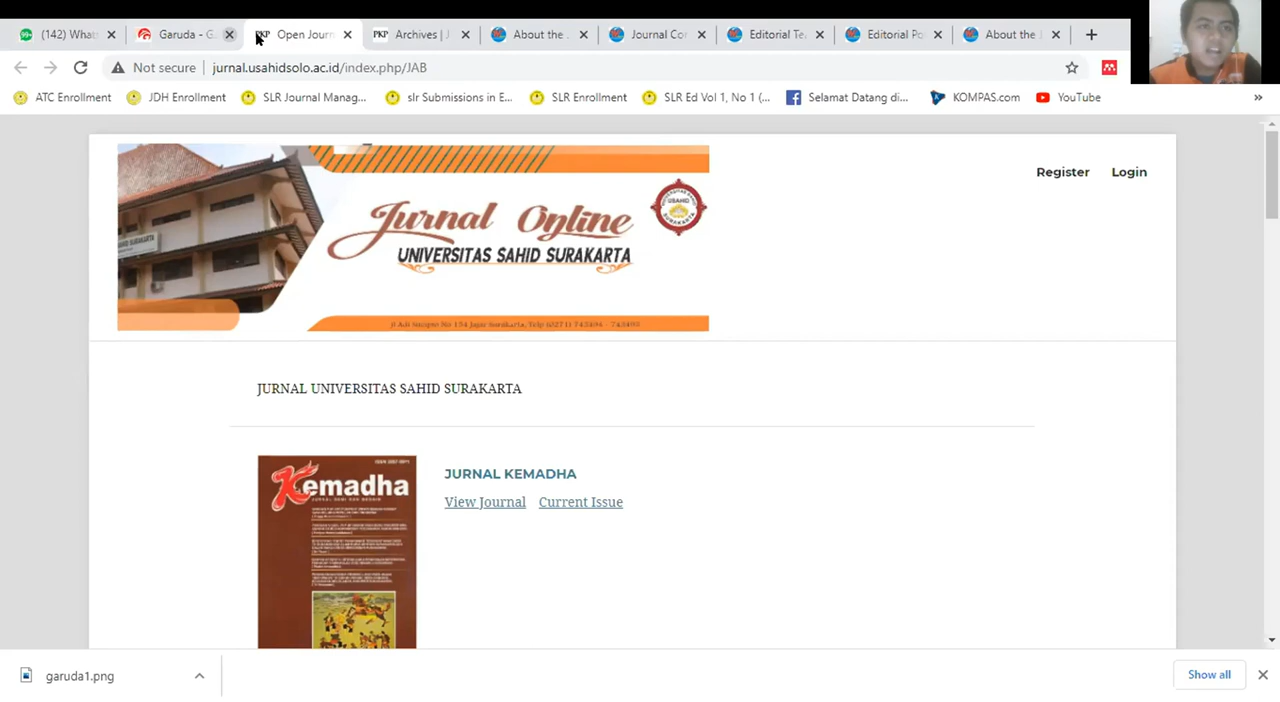 (142) Whats
Garuda - G
Open Journ
Archives | J
About the
Journal Co
Editorial Te
Editorial Po
About the J
Not secure
jurnal.usahidsolo.ac.id/index.php/JAB
ATC Enrollment
JDH Enrollment
SLR Journal Manag...
slr Submissions in E...
SLR Enrollment
SLR Ed Vol 1, No 1 (...
Selamat Datang di...
KOMPAS.com
YouTube
Register
Login
Jurnal Online
UNIVERSITAS SAHID SURAKARTA
USAHID
JURNAL UNIVERSITAS SAHID SURAKARTA
Kemadha
JURNAL KEMADHA
View Journal
Current Issue
garuda1.png
Show all